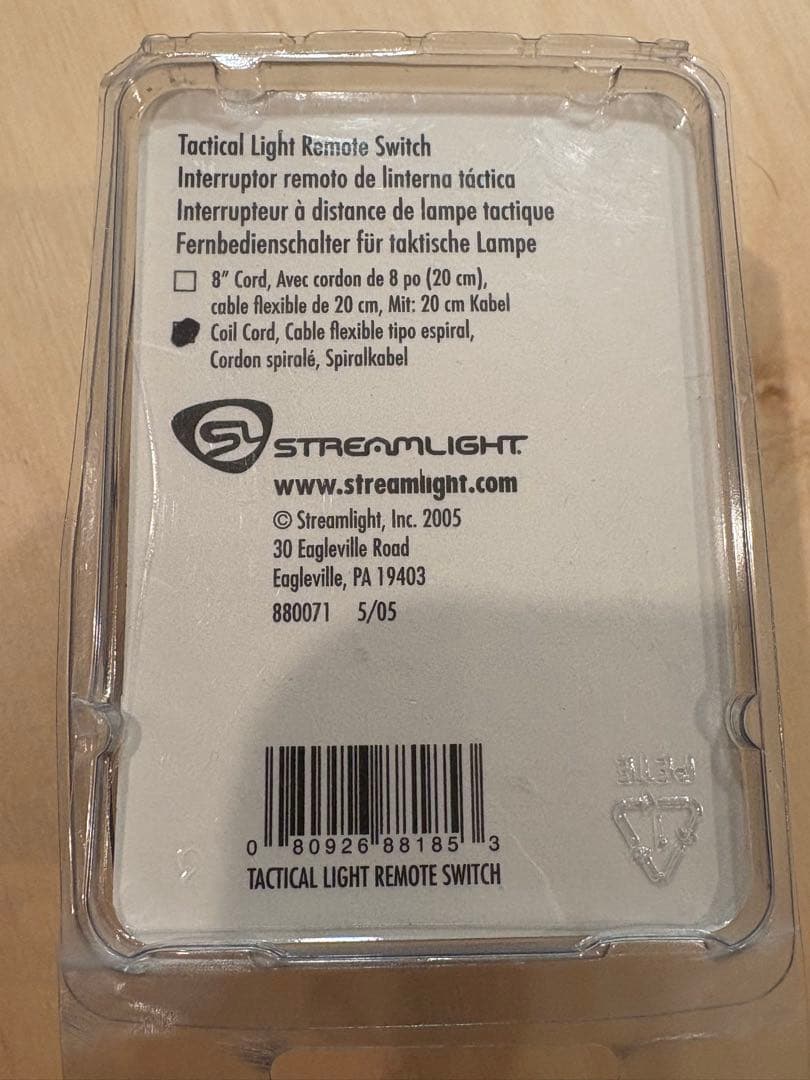 Tactical Light Remote Switch
Interruptor remoto de linterna táctica
Interrupteur à distance de lampe tactique
Fernbedienschalter für taktische Lampe
8" Cord, Avec cordon de 8 po (20 cm),
cable flexible de 20 cm, Mit: 20 cm Kabel
Coil Cord, Cable flexible tipo espiral,
Cordon spiralé, Spiralkabel
SL STREAMLIGHT
www.streamlight.com
© Streamlight, Inc. 2005
30 Eagleville Road
Eagleville, PA 19403
880071 5/05
0 80926 88185 3
TACTICAL LIGHT REMOTE SWITCH
1